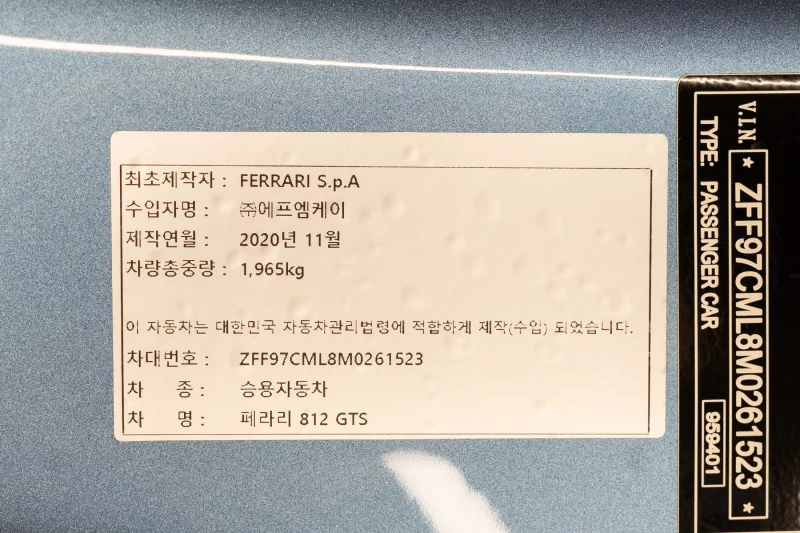 최초제작자 : FERRARI S.p.A
수입자명 : ㈜에프엠케이
제작연월 : 2020년 11월
차량총중량 : 1,965kg
이 자동차는 대한민국 자동차관리법령에 적합하게 제작(수입) 되었습니다.
차대번호 : ZFF97CML8M0261523
차 종 : 승용자동차
차 명 : 페라리 812 GTS
V.I.N. ★ ZFF97CML8M0261523 ★
TYPE: PASSENGER CAR
959401